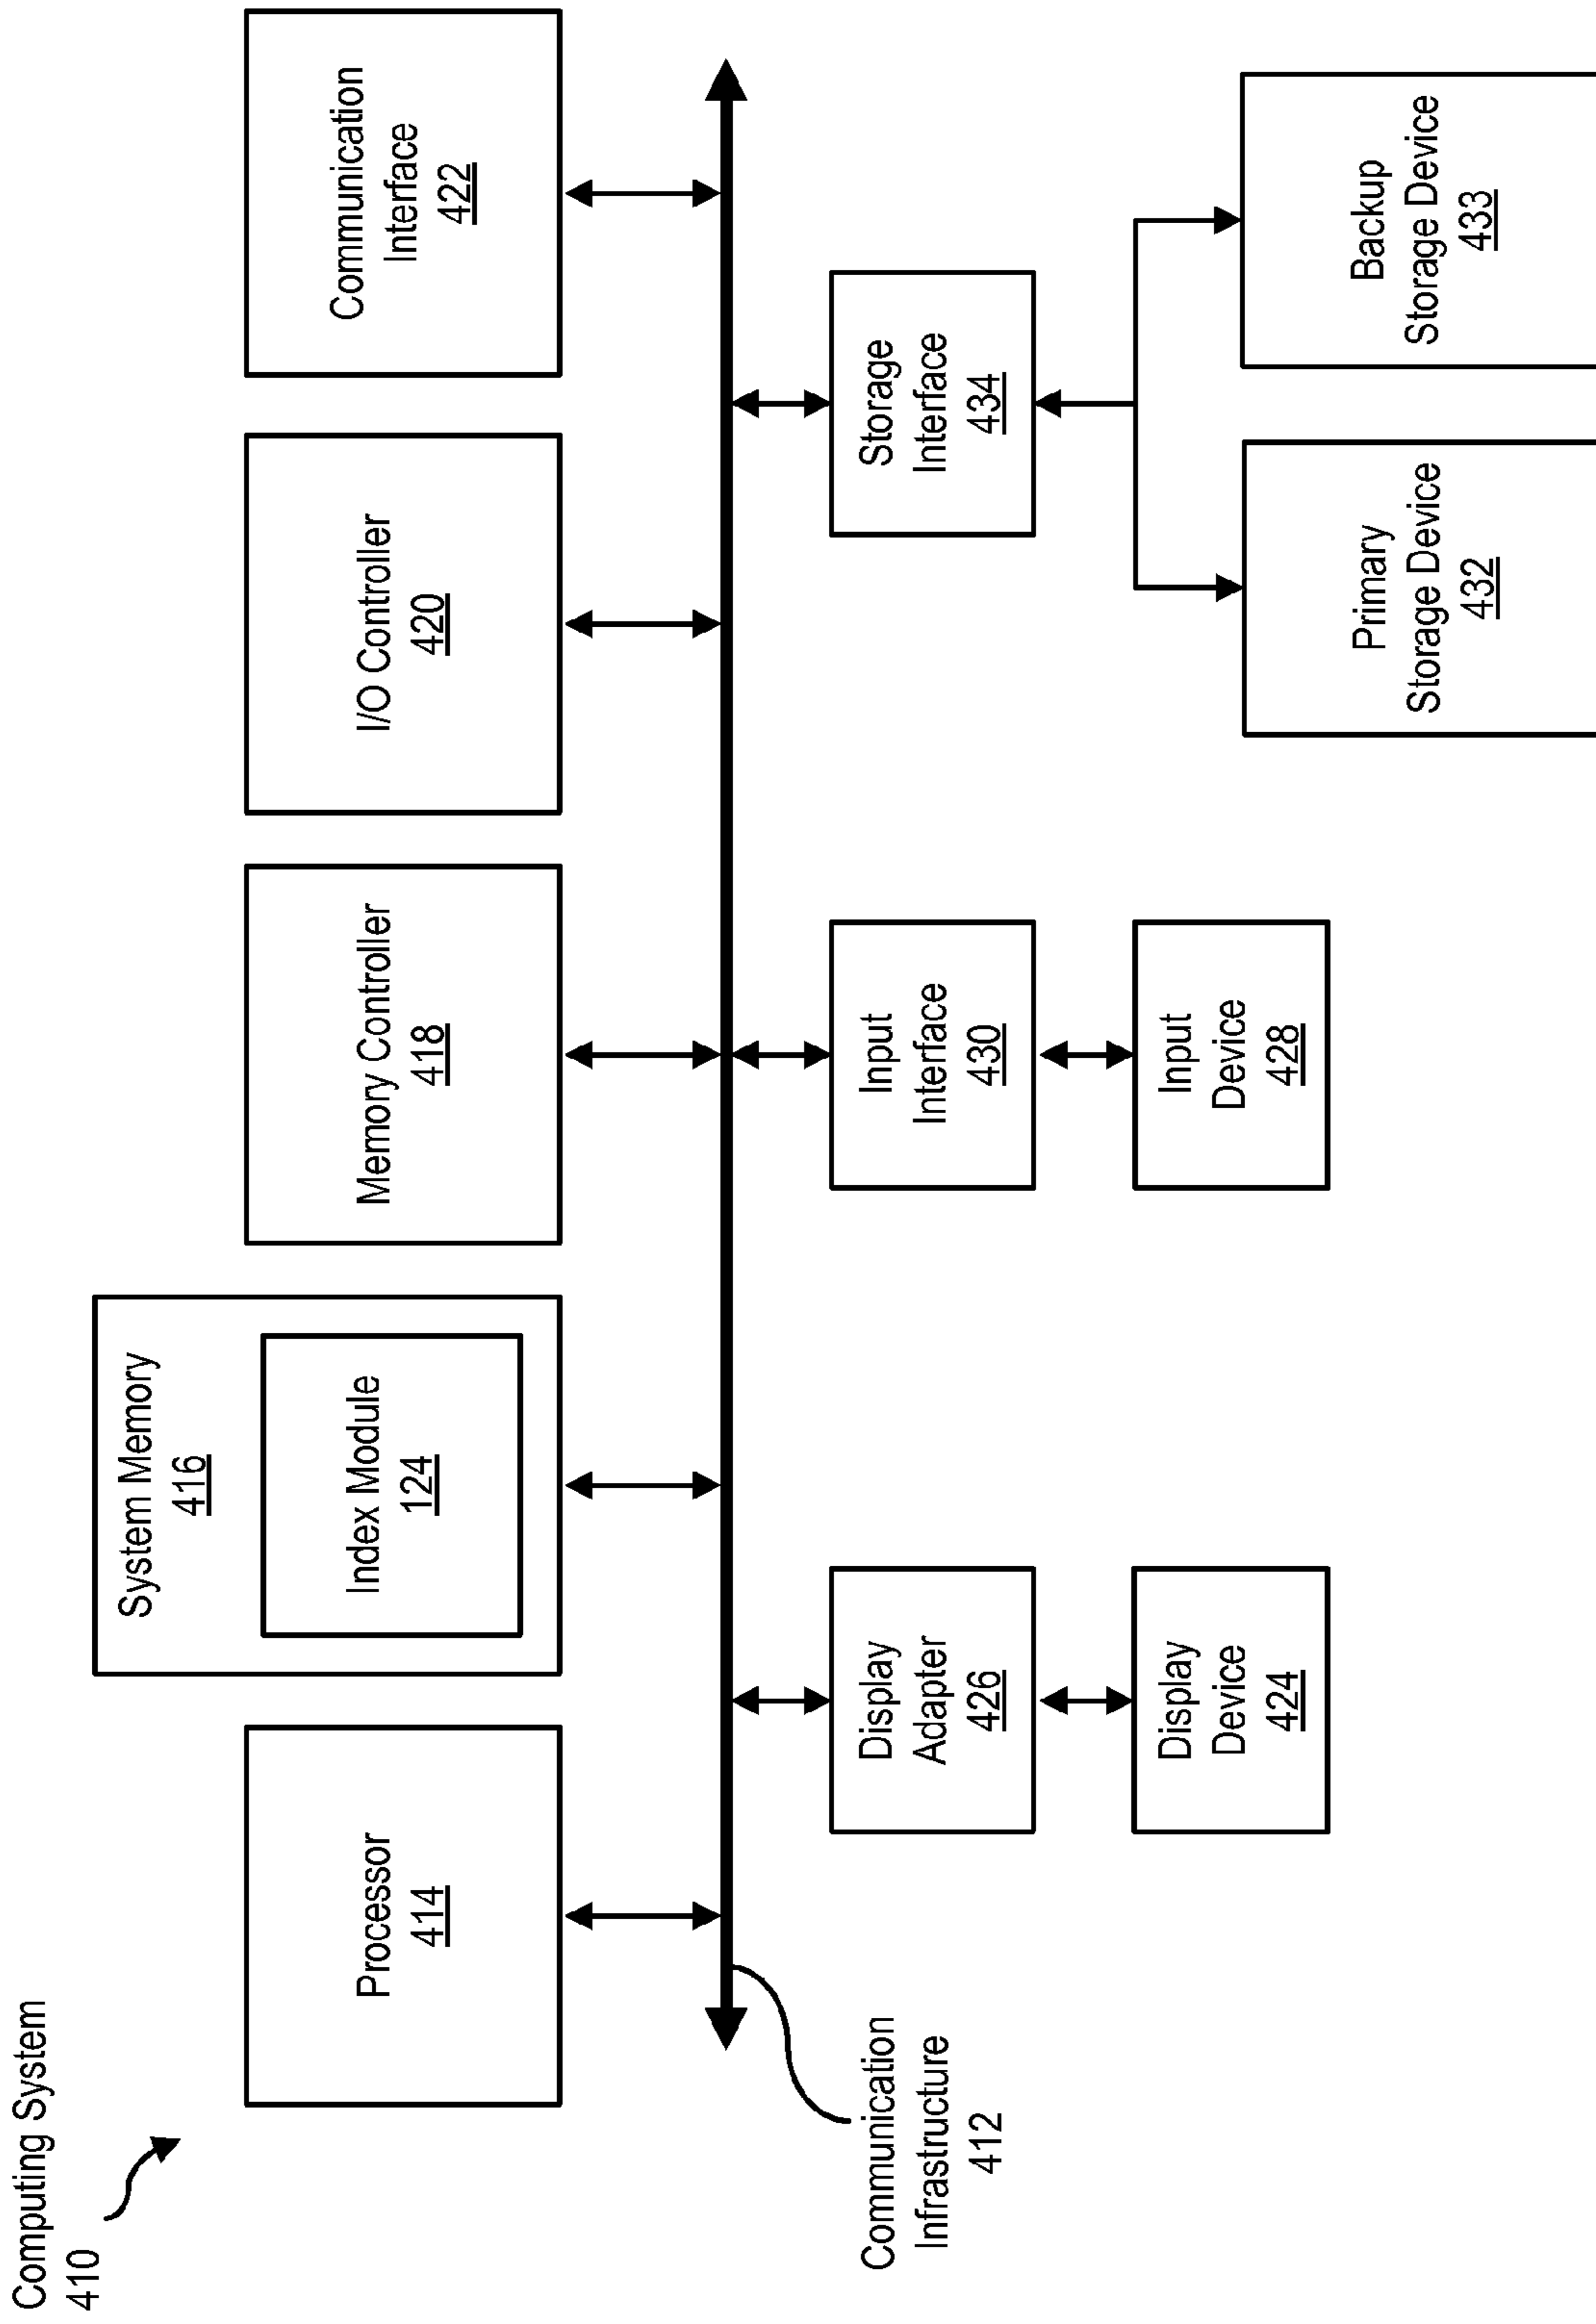 Computing System
410
Processor
414
System Memory
416
Index Module
124
Memory Controller
418
I/O Controller
420
Communication
Interface
422
Communication
Infrastructure
412
Display
Adapter
426
Input
Interface
430
Storage
Interface
434
Display
Device
424
Input
Device
428
Primary
Storage Device
432
Backup
Storage Device
433